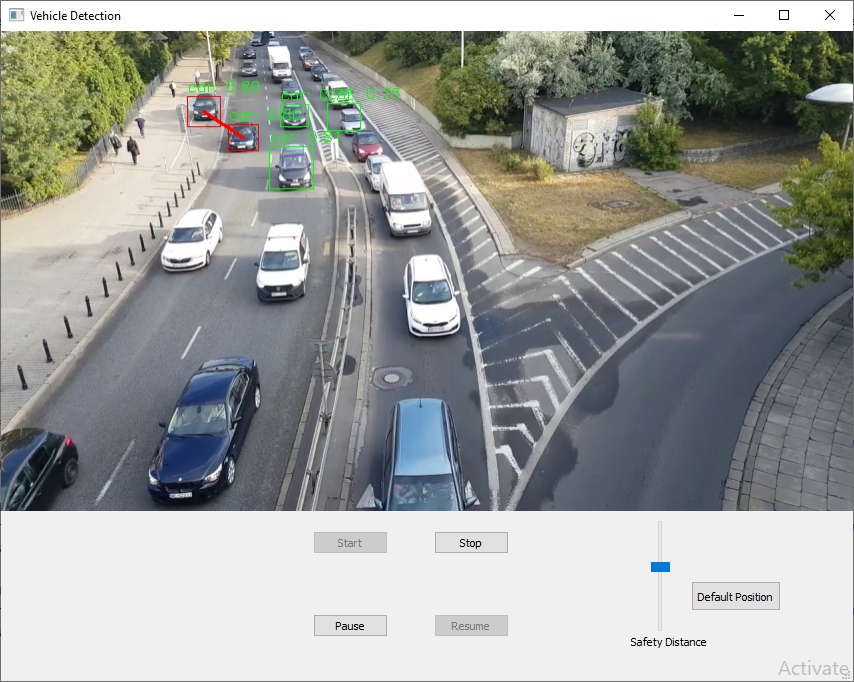 Vehicle Detection
Start
Stop
Pause
Resume
Default Position
Safety Distance
Activate